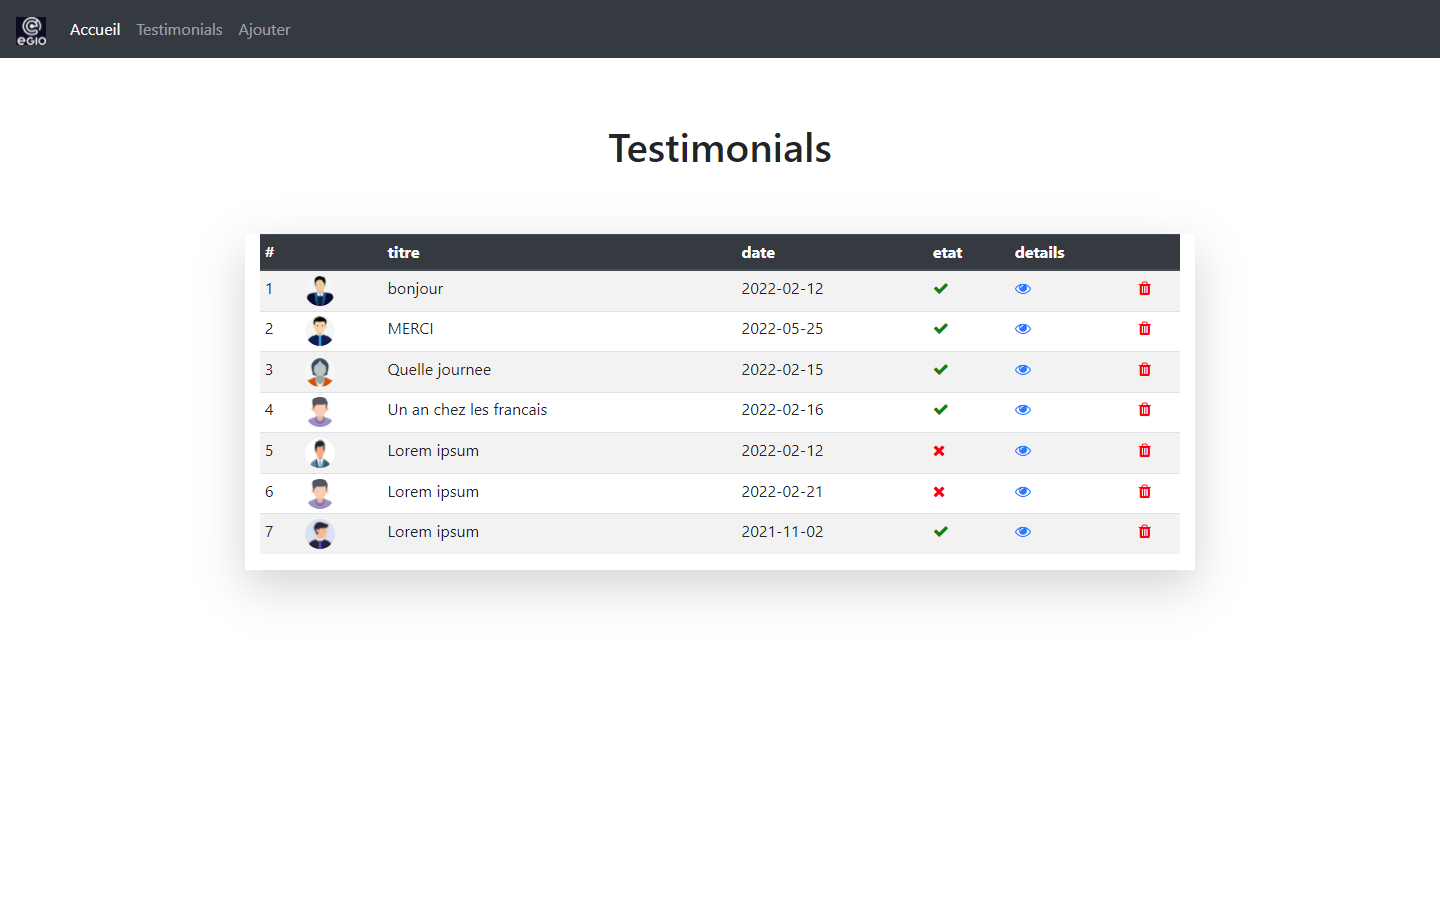 eGIO Accueil Testimonials Ajouter
Testimonials
# titre date etat details
1 bonjour 2022-02-12
2 MERCI 2022-05-25
3 Quelle journee 2022-02-15
4 Un an chez les francais 2022-02-16
5 Lorem ipsum 2022-02-12
6 Lorem ipsum 2022-02-21
7 Lorem ipsum 2021-11-02